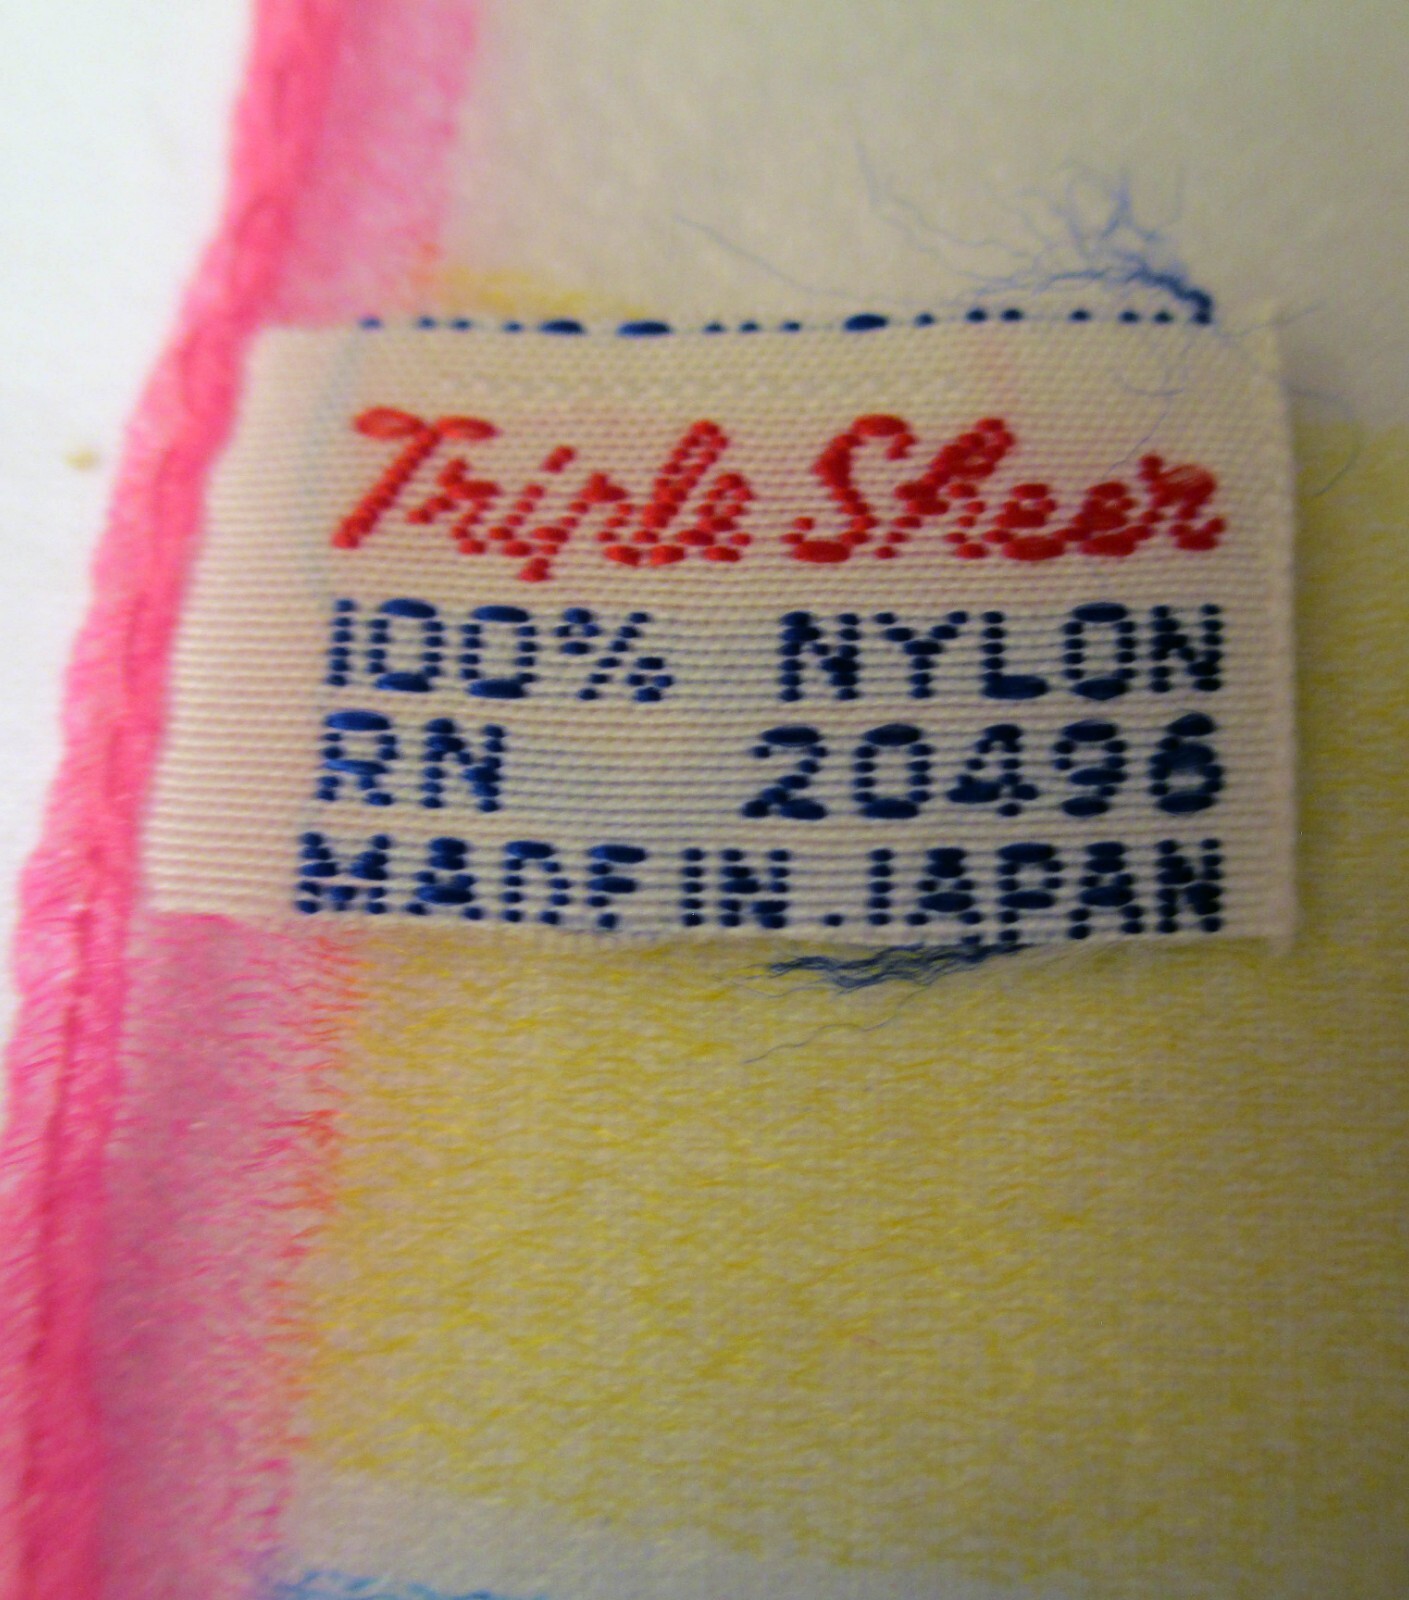 Triple Sheer
100% NYLON
RN 20496
MADE IN JAPAN